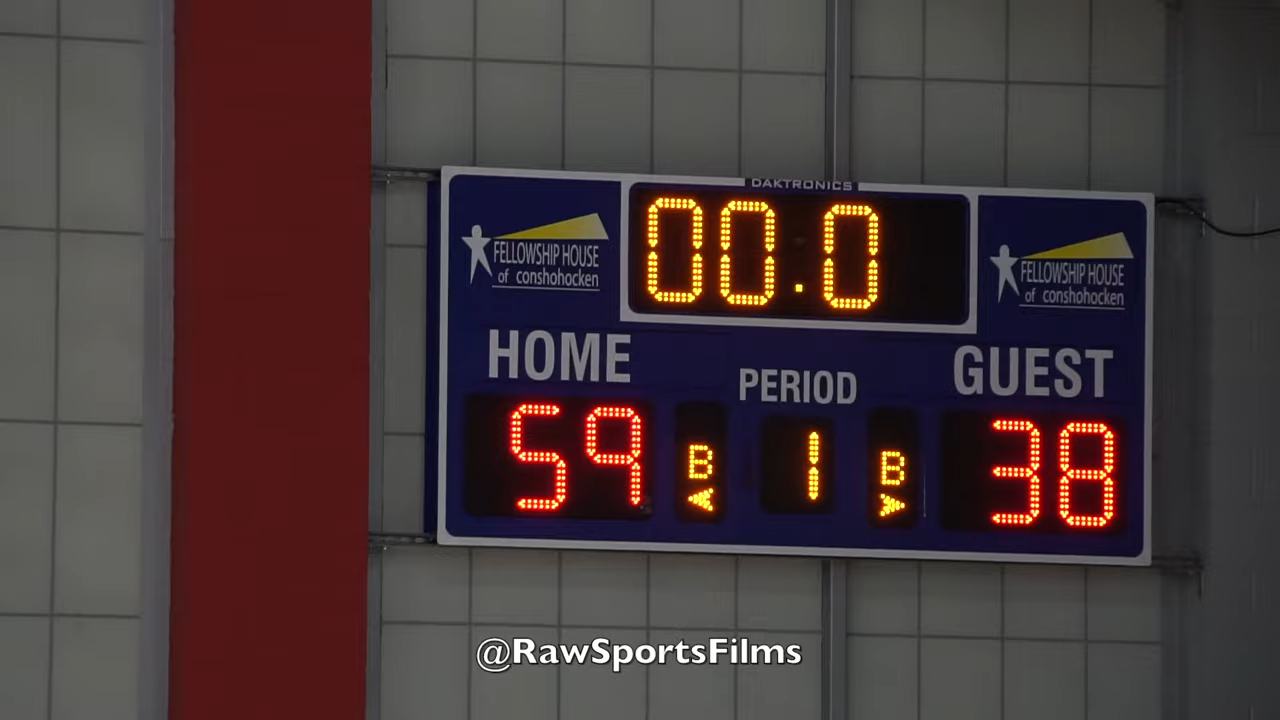 DAKTRONICS
00.0
FELLOWSHIP HOUSE
of conshohocken
FELLOWSHIP HOUSE
of conshohocken
HOME
PERIOD
GUEST
59
B
1
B
38
@RawSportsFilms